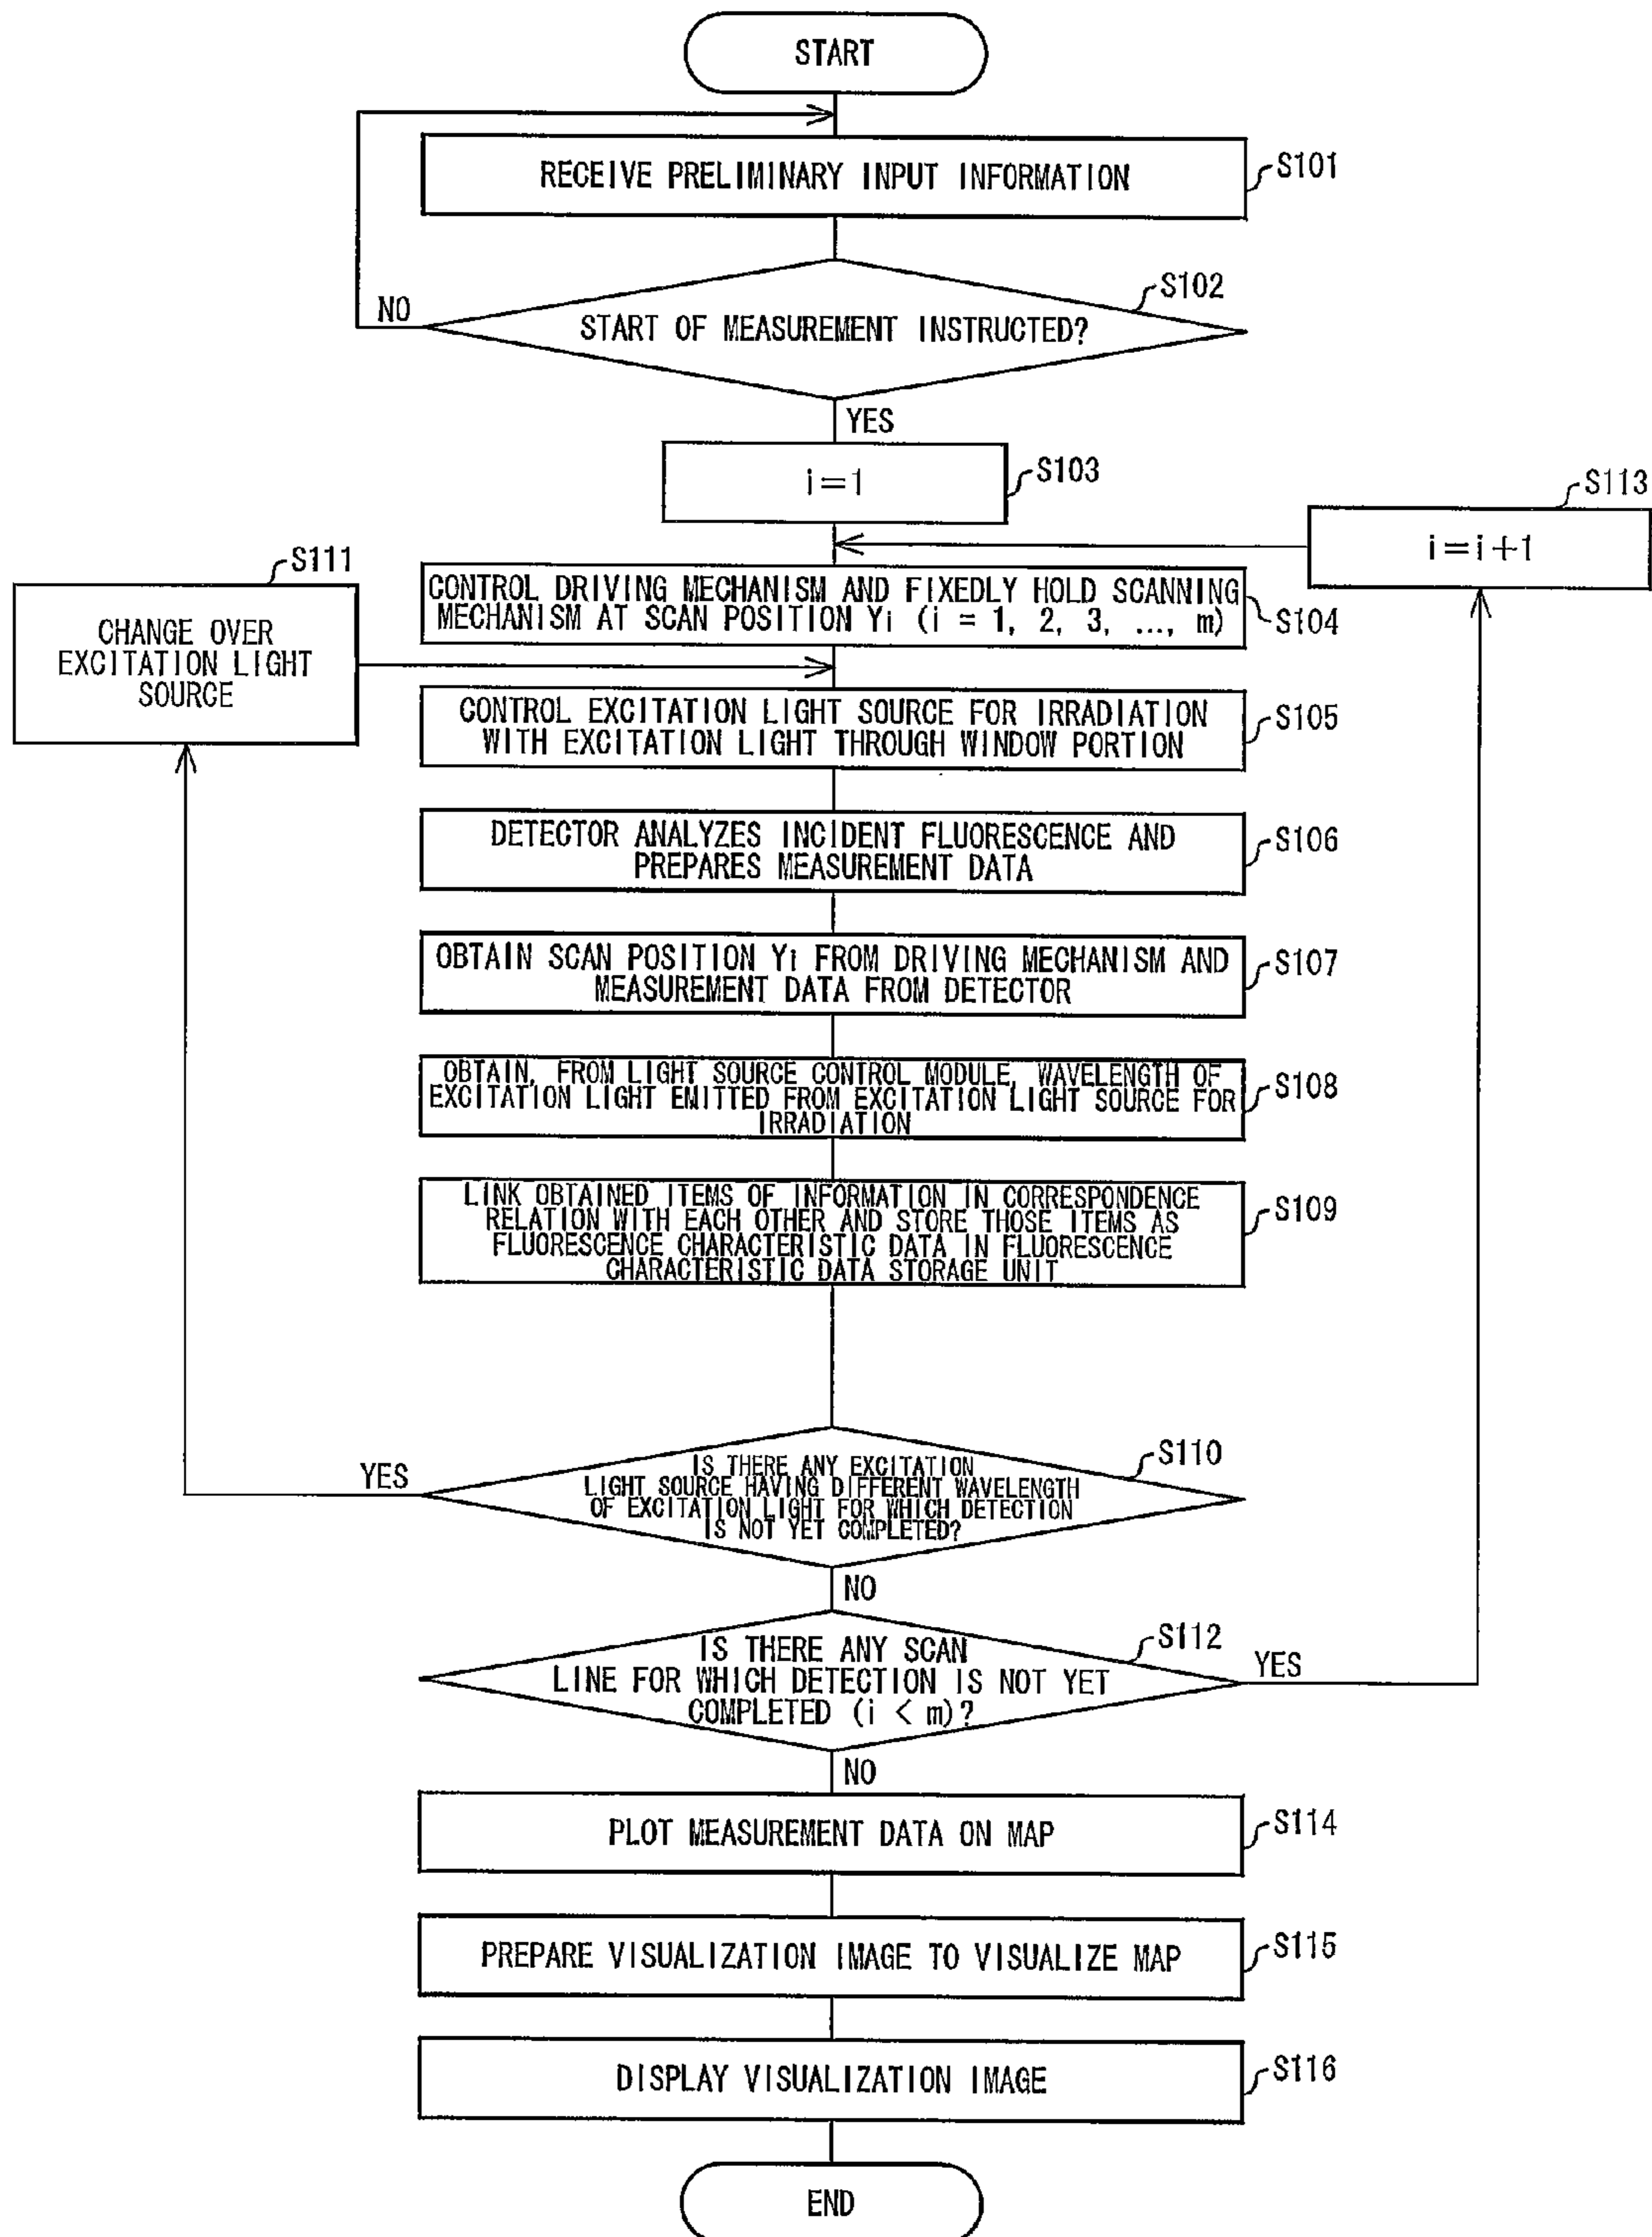 START
RECEIVE PRELIMINARY INPUT INFORMATION
S101
S102
NO
START OF MEASUREMENT INSTRUCTED?
YES
i=1
S103
S113
i=i+1
S111
CHANGE OVER
EXCITATION LIGHT
SOURCE
CONTROL DRIVING MECHANISM AND FIXEDLY HOLD SCANNING
MECHANISM AT SCAN POSITION Yi (i = 1, 2, 3, ..., m)
S104
CONTROL EXCITATION LIGHT SOURCE FOR IRRADIATION
WITH EXCITATION LIGHT THROUGH WINDOW PORTION
S105
DETECTOR ANALYZES INCIDENT FLUORESCENCE AND
PREPARES MEASUREMENT DATA
S106
OBTAIN SCAN POSITION Yi FROM DRIVING MECHANISM AND
MEASUREMENT DATA FROM DETECTOR
S107
OBTAIN, FROM LIGHT SOURCE CONTROL MODULE, WAVELENGTH OF
EXCITATION LIGHT EMITTED FROM EXCITATION LIGHT SOURCE FOR
IRRADIATION
S108
LINK OBTAINED ITEMS OF INFORMATION IN CORRESPONDENCE
RELATION WITH EACH OTHER AND STORE THOSE ITEMS AS
FLUORESCENCE CHARACTERISTIC DATA IN FLUORESCENCE
CHARACTERISTIC DATA STORAGE UNIT
S109
S110
YES
IS THERE ANY EXCITATION
LIGHT SOURCE HAVING DIFFERENT WAVELENGTH
OF EXCITATION LIGHT FOR WHICH DETECTION
IS NOT YET COMPLETED?
NO
S112
IS THERE ANY SCAN
LINE FOR WHICH DETECTION IS NOT YET
COMPLETED (i < m)?
YES
NO
PLOT MEASUREMENT DATA ON MAP
S114
PREPARE VISUALIZATION IMAGE TO VISUALIZE MAP
S115
DISPLAY VISUALIZATION IMAGE
S116
END